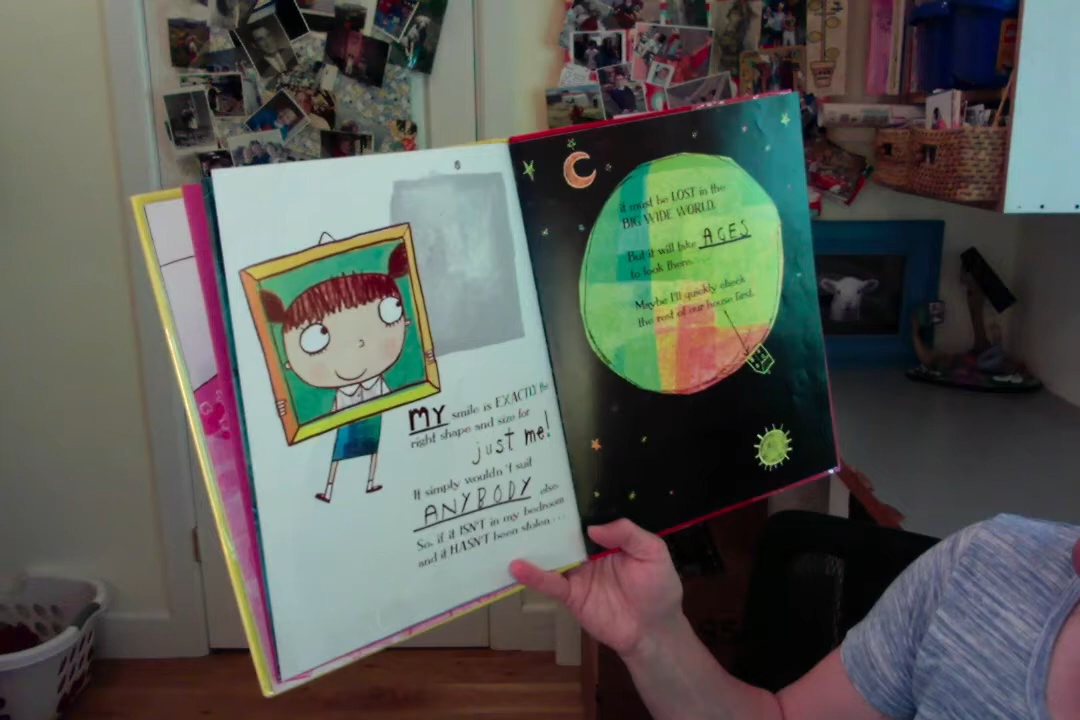 MY smile is EXACTLY the
right shape and size for
just me!
It simply wouldn't suit
ANYBODY else.
So, if it ISN'T in my bedroom
and it HASN'T been stolen...
it must be LOST in the
BIG WIDE WORLD.
But it will take AGES
to look there....
Maybe I'll quickly check
the rest of our house first.